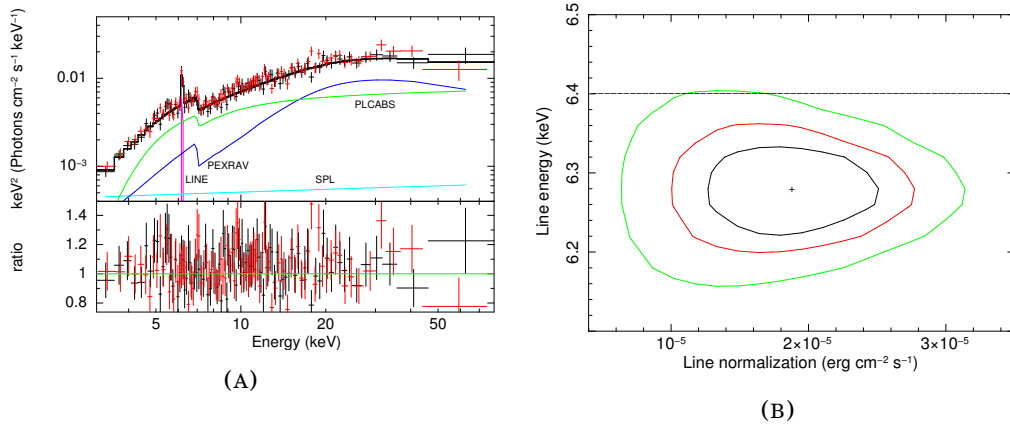 keV² (Photons cm⁻² s⁻¹ keV⁻¹)
0.01
10⁻³
PLCABS
PEXRAV
LINE
SPL
ratio
1.4
1.2
1
0.8
5
10
20
50
Energy (keV)
(A)
Line energy (keV)
6.5
6.4
6.3
6.2
10⁻⁵
2×10⁻⁵
3×10⁻⁵
Line normalization (erg cm⁻² s⁻¹)
(B)